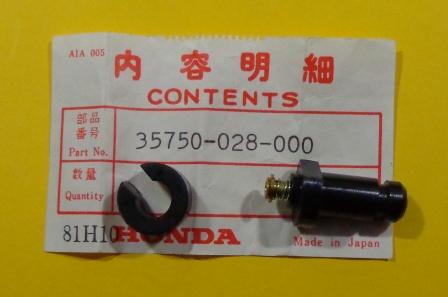 AIA 005
内容明細
CONTENTS
部品番号
Part No.
35750-028-000
数量
Quantity
81H10
HONDA
Made in Japan